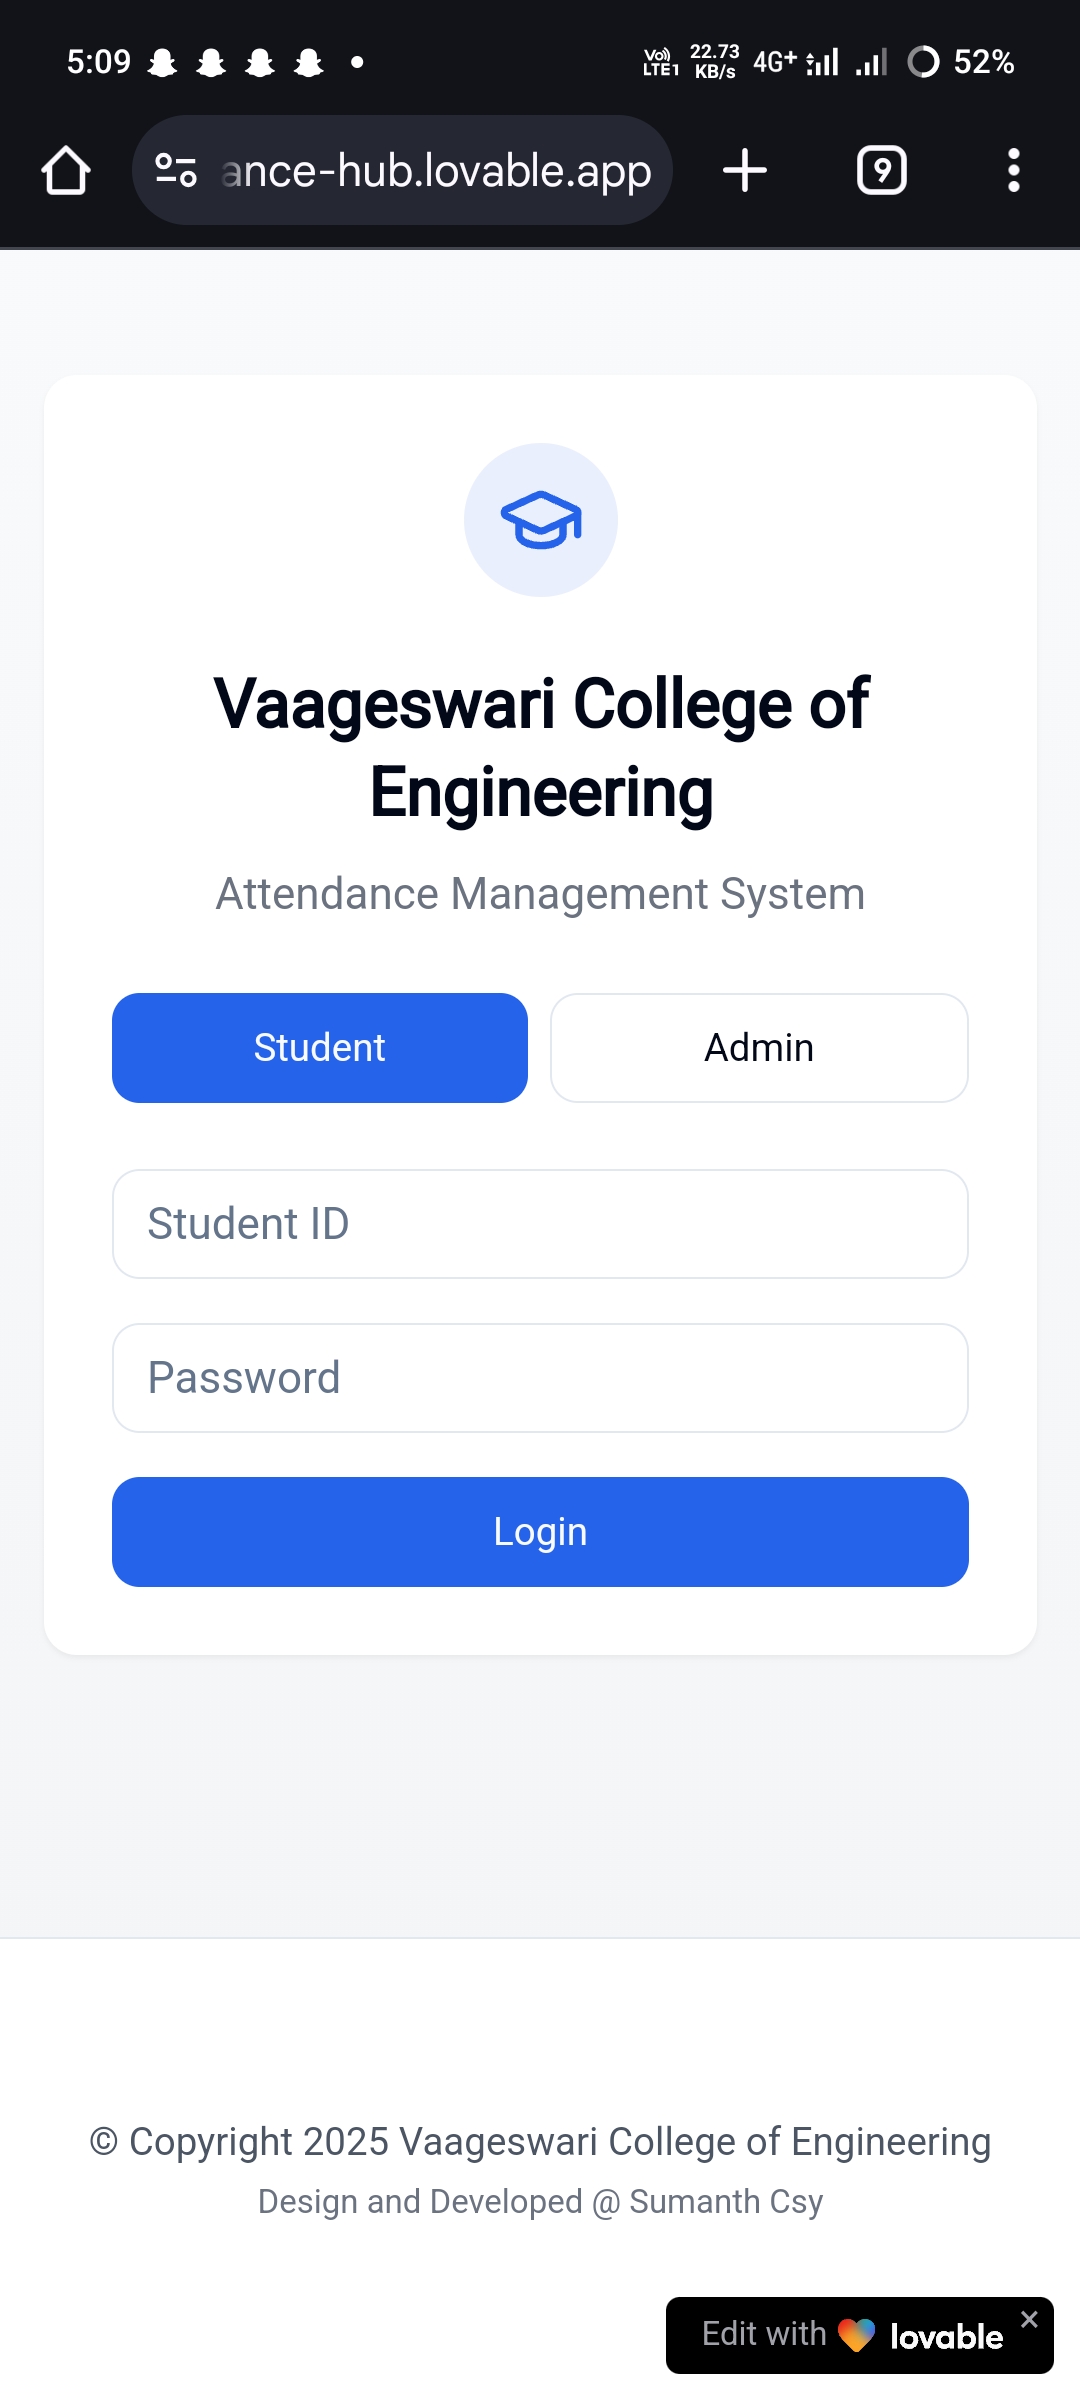 5:09
Vo)) LTE1 22.73 KB/s 4G+ 52%
ance-hub.lovable.app 9
Vaageswari College of
Engineering
Attendance Management System
Student Admin
Student ID
Password
Login
© Copyright 2025 Vaageswari College of Engineering
Design and Developed @ Sumanth Csy
Edit with lovable ×